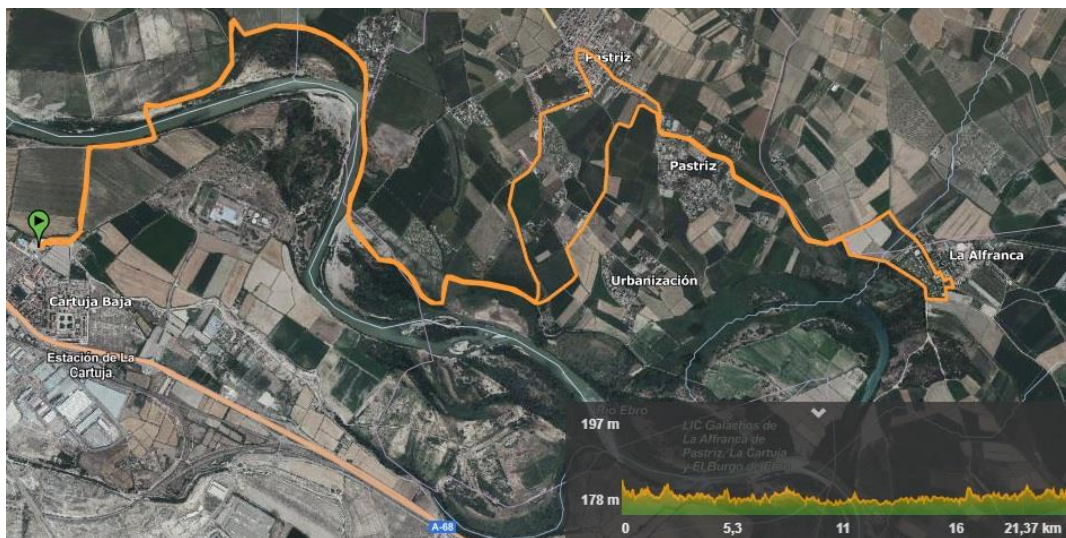 Pastriz
Pastriz
La Alfranca
Urbanización
Cartuja Baja
Estación de La
Cartuja
A-68
Río Ebro
LIC Galachos de
La Alfranca de
Pastriz, La Cartuja
y El Burgo de Ebro
197 m
178 m
0 5,3 11 16 21,37 km